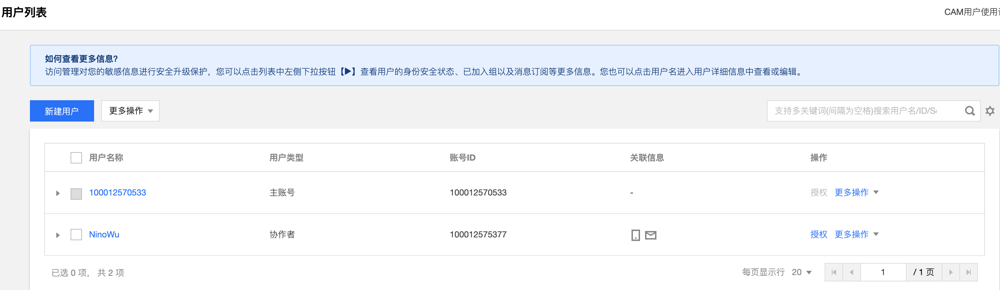 用户列表
CAM用户使用
如何查看更多信息?
访问管理对您的敏感信息进行安全升级保护，您可以点击列表中左侧下拉按钮【▶】查看用户的身份安全状态、已加入组以及消息订阅等更多信息。您也可以点击用户名进入用户详细信息中查看或编辑。
新建用户 更多操作 支持多关键词(间隔为空格)搜索用户名/ID/S
用户名称 用户类型 账号ID 关联信息 操作
100012570533 主账号 100012570533 - 授权 更多操作
NinoWu 协作者 100012575377 授权 更多操作
已选 0 项， 共 2 项 每页显示行 20 1 / 1 页